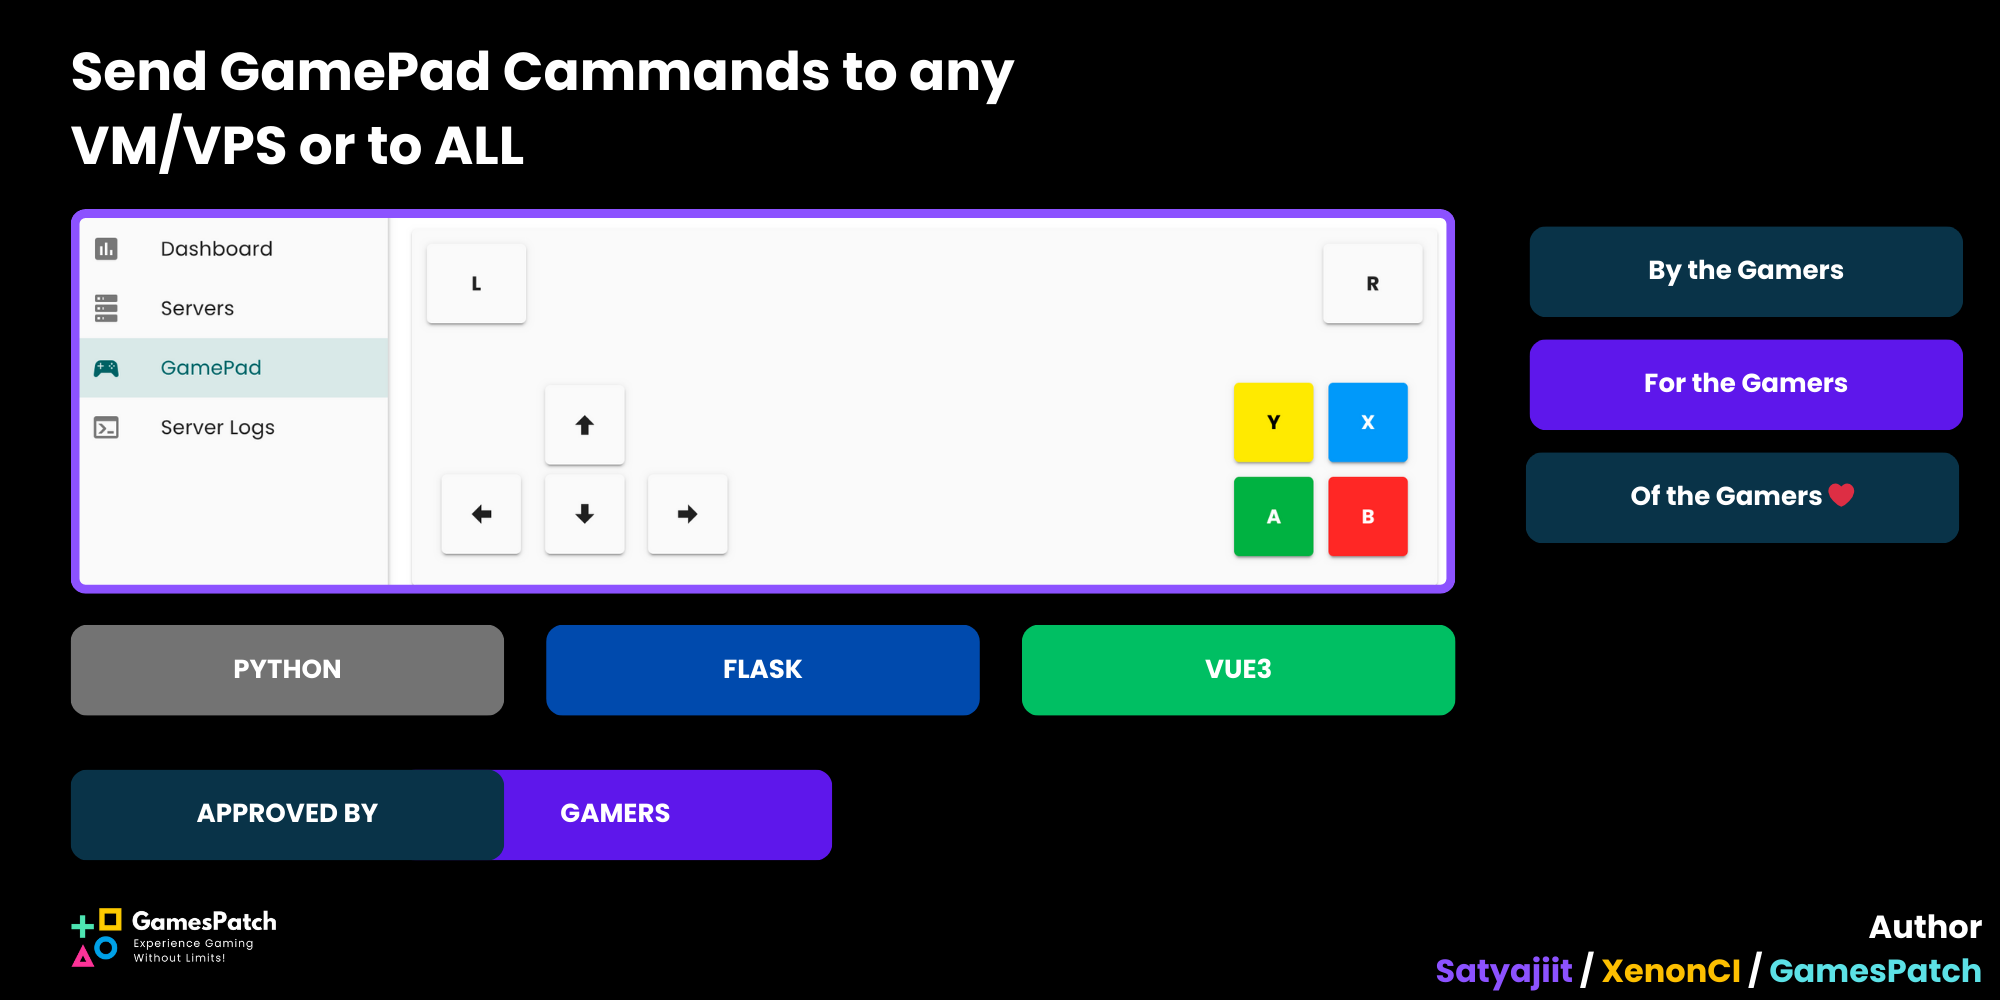 Send GamePad Cammands to any
VM/VPS or to ALL
Dashboard
Servers
GamePad
Server Logs
L
R
Y
X
A
B
By the Gamers
For the Gamers
Of the Gamers
PYTHON
FLASK
VUE3
APPROVED BY
GAMERS
GamesPatch
Experience Gaming
Without Limits!
Author
Satyajiit / XenonCI / GamesPatch